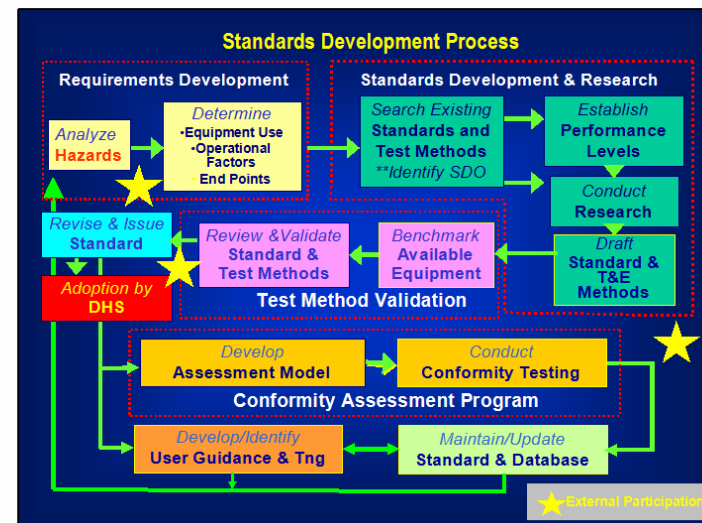 Standards Development Process
Requirements Development
Standards Development & Research
Analyze
Hazards
Determine
•Equipment Use
•Operational
Factors
•End Points
Search Existing
Standards and
Test Methods
**Identify SDO
Establish
Performance
Levels
Conduct
Research
Draft
Standard &
T&E
Methods
Revise & Issue
Standard
Adoption by
DHS
Review &Validate
Standard &
Test Methods
Benchmark
Available
Equipment
Test Method Validation
Develop
Assessment Model
Conduct
Conformity Testing
Conformity Assessment Program
Develop/Identify
User Guidance & Tng
Maintain/Update
Standard & Database
External Participation